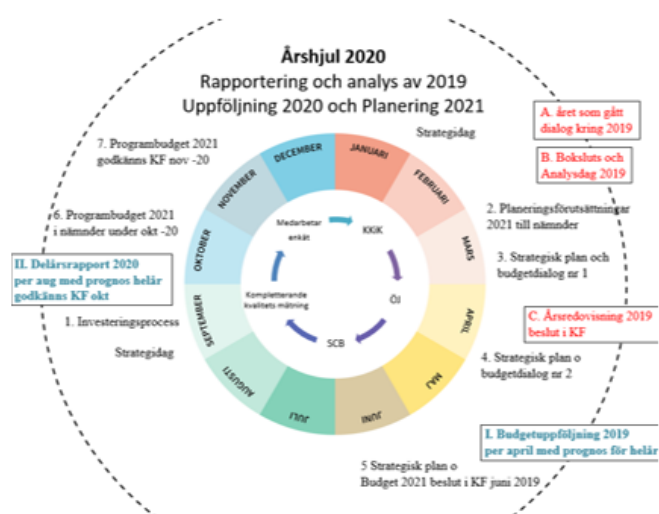 Årshjul 2020
Rapportering och analys av 2019
Uppföljning 2020 och Planering 2021
Strategidag
A. året som gått
dialog kring 2019
B. Boksluts och
Analysdag 2019
2. Planeringsförutsättningar
2021 till nämnder
3. Strategisk plan och
budgetdialog nr 1
C. Årsredovisning 2019
beslut i KF
4. Strategisk plan o
budgetdialog nr 2
I. Budgetuppföljning 2019
per april med prognos för helår
5 Strategisk plan o
Budget 2021 beslut i KF juni 2019
Strategidag
1. Investeringsprocess
II. Delårsrapport 2020
per aug med prognos helår
godkänns KF okt
6. Programbudget 2021
i nämnder under okt -20
7. Programbudget 2021
godkänns KF nov -20
JANUARI
FEBRUARI
MARS
APRIL
MAJ
JUNI
JULI
AUGUSTI
SEPTEMBER
OKTOBER
NOVEMBER
DECEMBER
KKiK
ÖJ
SCB
Kompletterande
kvalitets mätning
Medarbetar
enkät